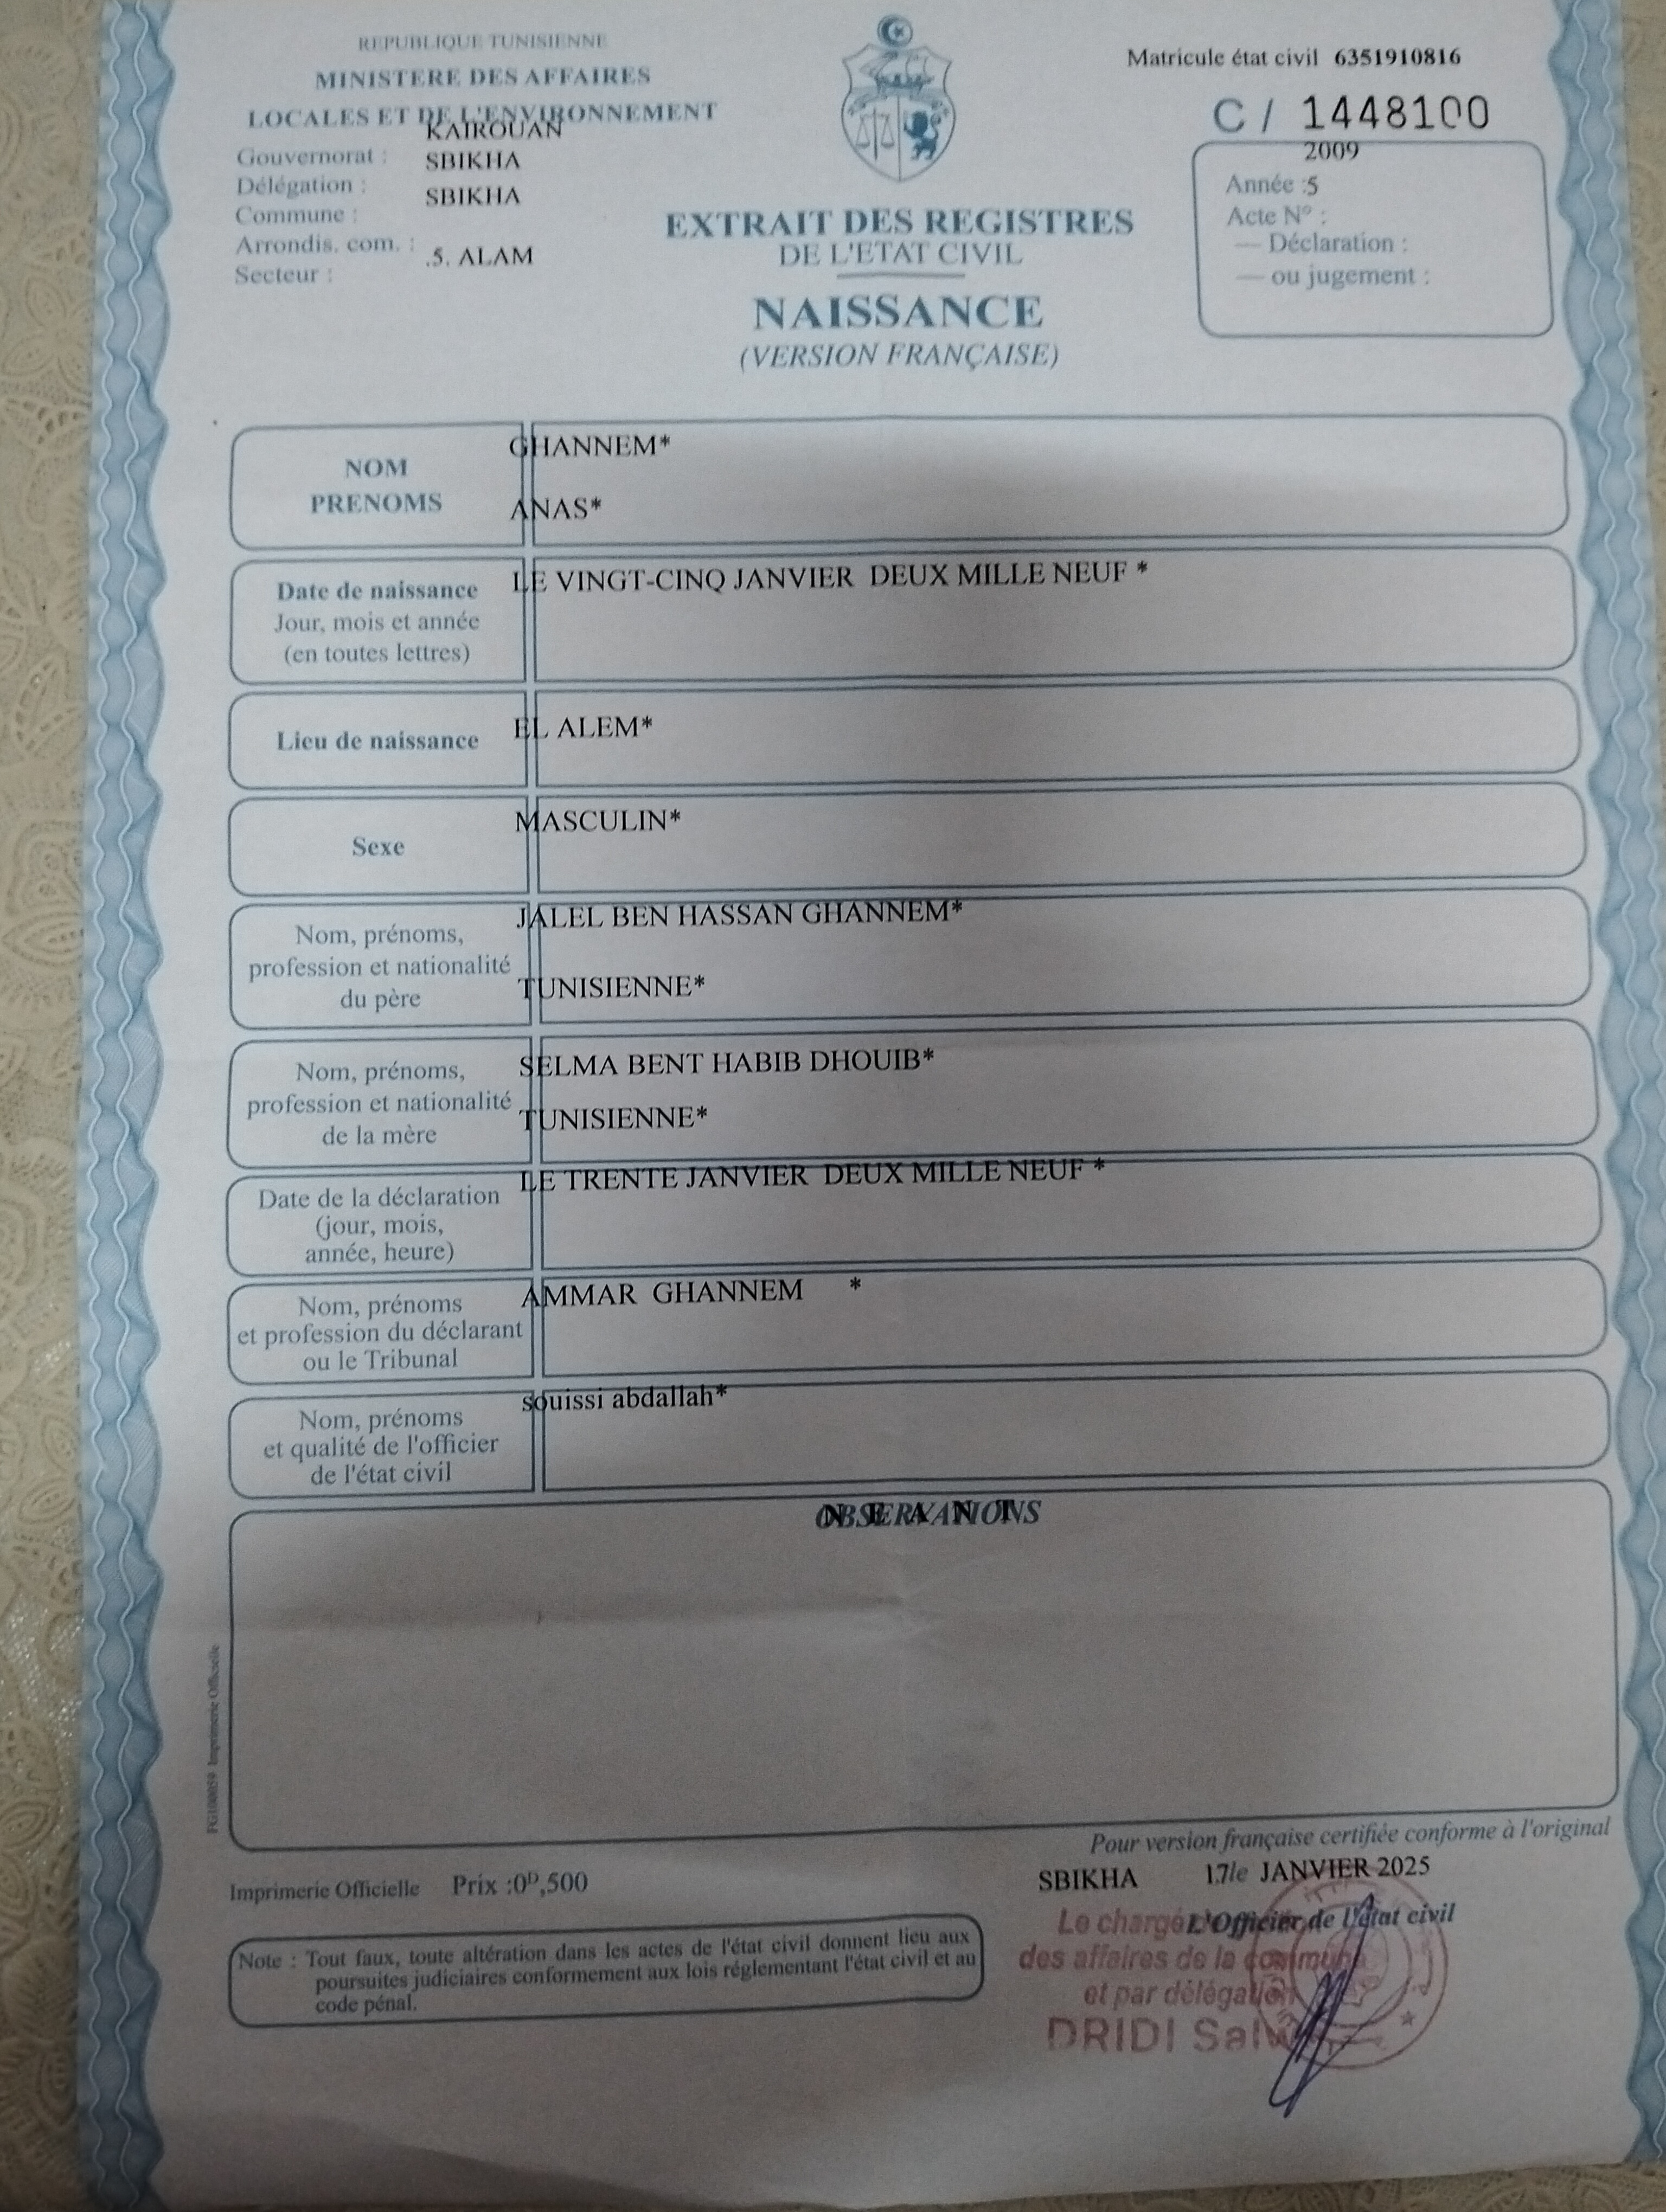 REPUBLIQUE TUNISIENNE
MINISTERE DES AFFAIRES
LOCALES ET DE L'ENVIRONNEMENT
KAIROUAN
Gouvernorat : SBIKHA
Délégation :
Commune : SBIKHA
Arrondis. com. :
Secteur : .5. ALAM
EXTRAIT DES REGISTRES
DE L'ETAT CIVIL
NAISSANCE
(VERSION FRANÇAISE)
Matricule état civil 6351910816
C / 1448100
2009
Année :5
Acte N° :
— Déclaration :
— ou jugement :
NOM
PRENOMS
GHANNEM*
ANAS*
Date de naissance
Jour, mois et année
(en toutes lettres)
LE VINGT-CINQ JANVIER DEUX MILLE NEUF *
Lieu de naissance
EL ALEM*
Sexe
MASCULIN*
Nom, prénoms,
profession et nationalité
du père
JALEL BEN HASSAN GHANNEM*
TUNISIENNE*
Nom, prénoms,
profession et nationalité
de la mère
SELMA BENT HABIB DHOUIB*
TUNISIENNE*
Date de la déclaration
(jour, mois,
année, heure)
LE TRENTE JANVIER DEUX MILLE NEUF *
Nom, prénoms
et profession du déclarant
ou le Tribunal
AMMAR GHANNEM *
Nom, prénoms
et qualité de l'officier
de l'état civil
souissi abdallah*
OBSERVATIONS
N E A N T
Imprimerie Officielle
Pour version française certifiée conforme à l'original
SBIKHA 17 le JANVIER 2025
L'Officier de l'état civil
Le chargé
des affaires de la commune
et par délégation
DRIDI
Imprimerie Officielle Prix :0ᴰ,500
Note : Tout faux, toute altération dans les actes de l'état civil donnent lieu aux
poursuites judiciaires conformement aux lois réglementant l'état civil et au
code pénal.